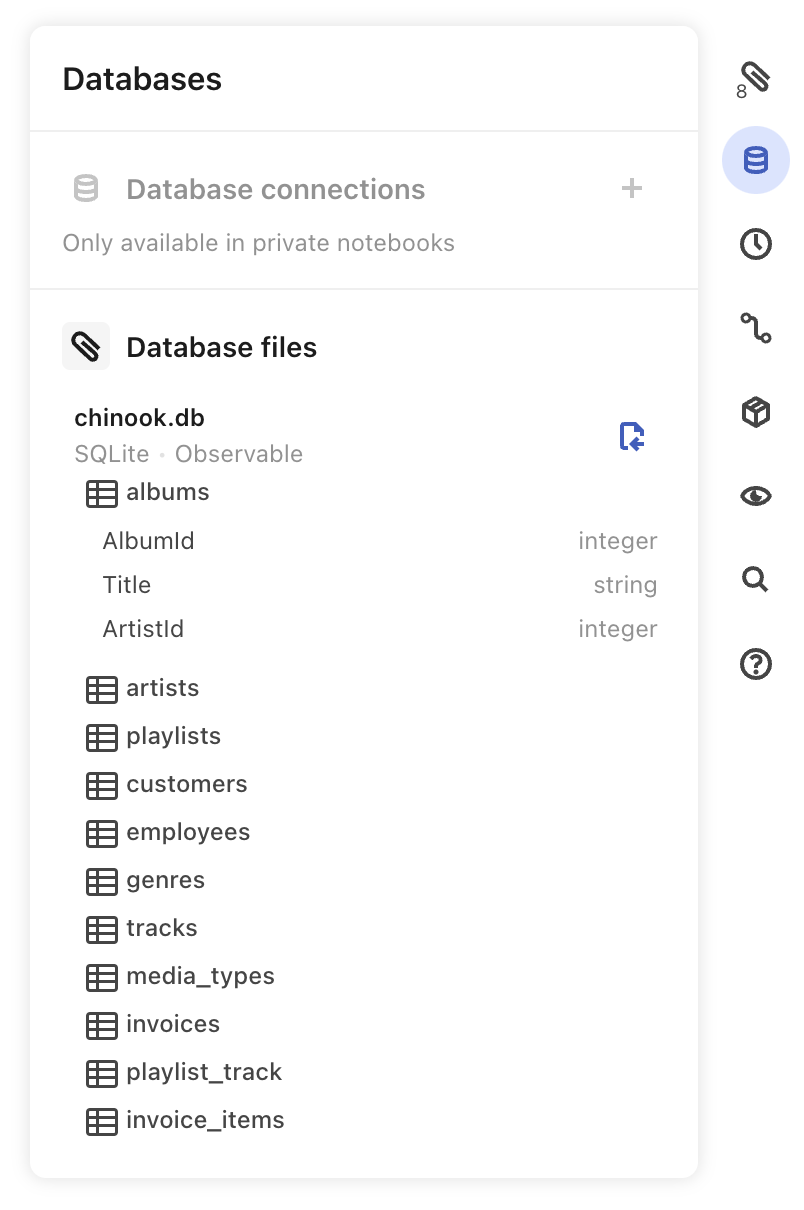 Databases
8
Database connections
Only available in private notebooks
Database files
chinook.db
SQLite • Observable
albums
AlbumId integer
Title string
ArtistId integer
artists
playlists
customers
employees
genres
tracks
media_types
invoices
playlist_track
invoice_items